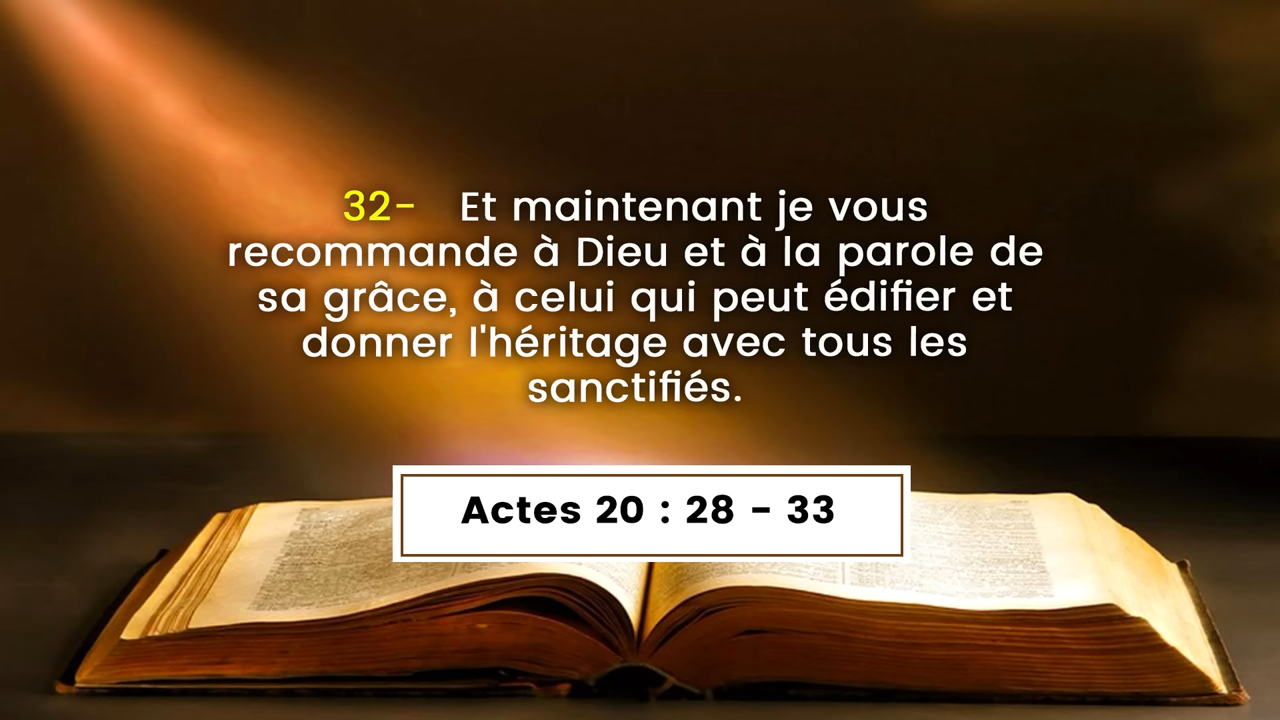 32- Et maintenant je vous
recommande à Dieu et à la parole de
sa grâce, à celui qui peut édifier et
donner l'héritage avec tous les
sanctifiés.
Actes 20 : 28 - 33